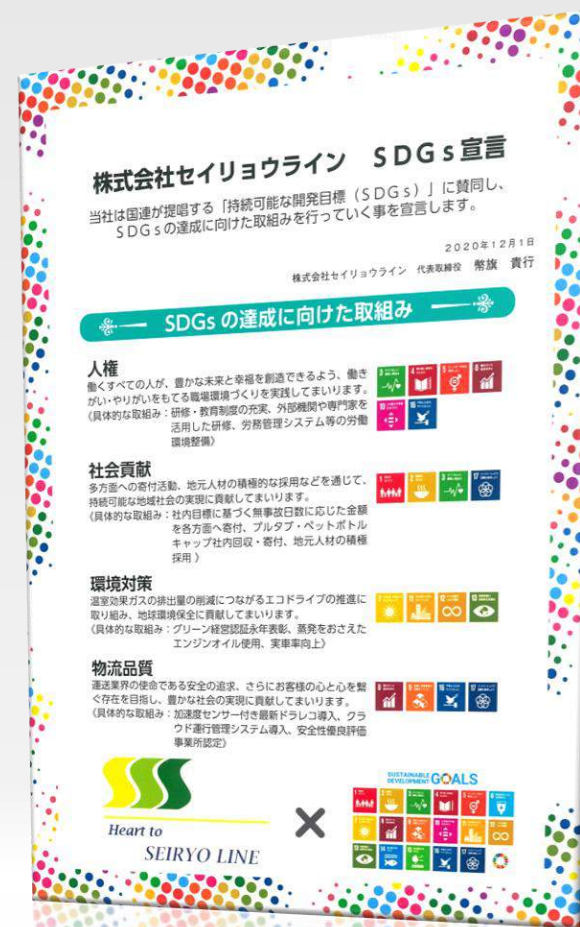 株式会社セイリョウライン SDGs宣言
当社は国連が提唱する「持続可能な開発目標（SDGs）」に賛同し、
SDGsの達成に向けた取組みを行っていく事を宣言します。
2020年12月1日
株式会社セイリョウライン 代表取締役 幣旗 貴行
SDGsの達成に向けた取組み
人権
働くすべての人が、豊かな未来と幸福を創造できるよう、働き
がい・やりがいをもてる職場環境づくりを実践してまいります。
〈具体的な取組み：研修・教育制度の充実、外部機関や専門家を
活用した研修、労務管理システム等の労働
環境整備〉
社会貢献
多方面への寄付活動、地元人材の積極的な採用などを通じて、
持続可能な地域社会の実現に貢献してまいります。
〈具体的な取組み：社内目標に基づく無事故日数に応じた金額
を各方面へ寄付、プルタブ・ペットボトル
キャップ社内回収・寄付、地元人材の積極
採用 〉
環境対策
温室効果ガスの排出量の削減につながるエコドライブの推進に
取り組み、地球環境保全に貢献してまいります。
〈具体的な取組み：グリーン経営認証永年表彰、蒸発をおさえた
エンジンオイル使用、実車率向上〉
物流品質
運送業界の使命である安全の追求、さらにお客様の心と心を繋
ぐ存在を目指し、豊かな社会の実現に貢献してまいります。
〈具体的な取組み：加速度センサー付き最新ドラレコ導入、クラ
ウド運行管理システム導入、安全性優良評価
事業所認定〉
Heart to
SEIRYO LINE
×
SUSTAINABLE
DEVELOPMENT GOALS